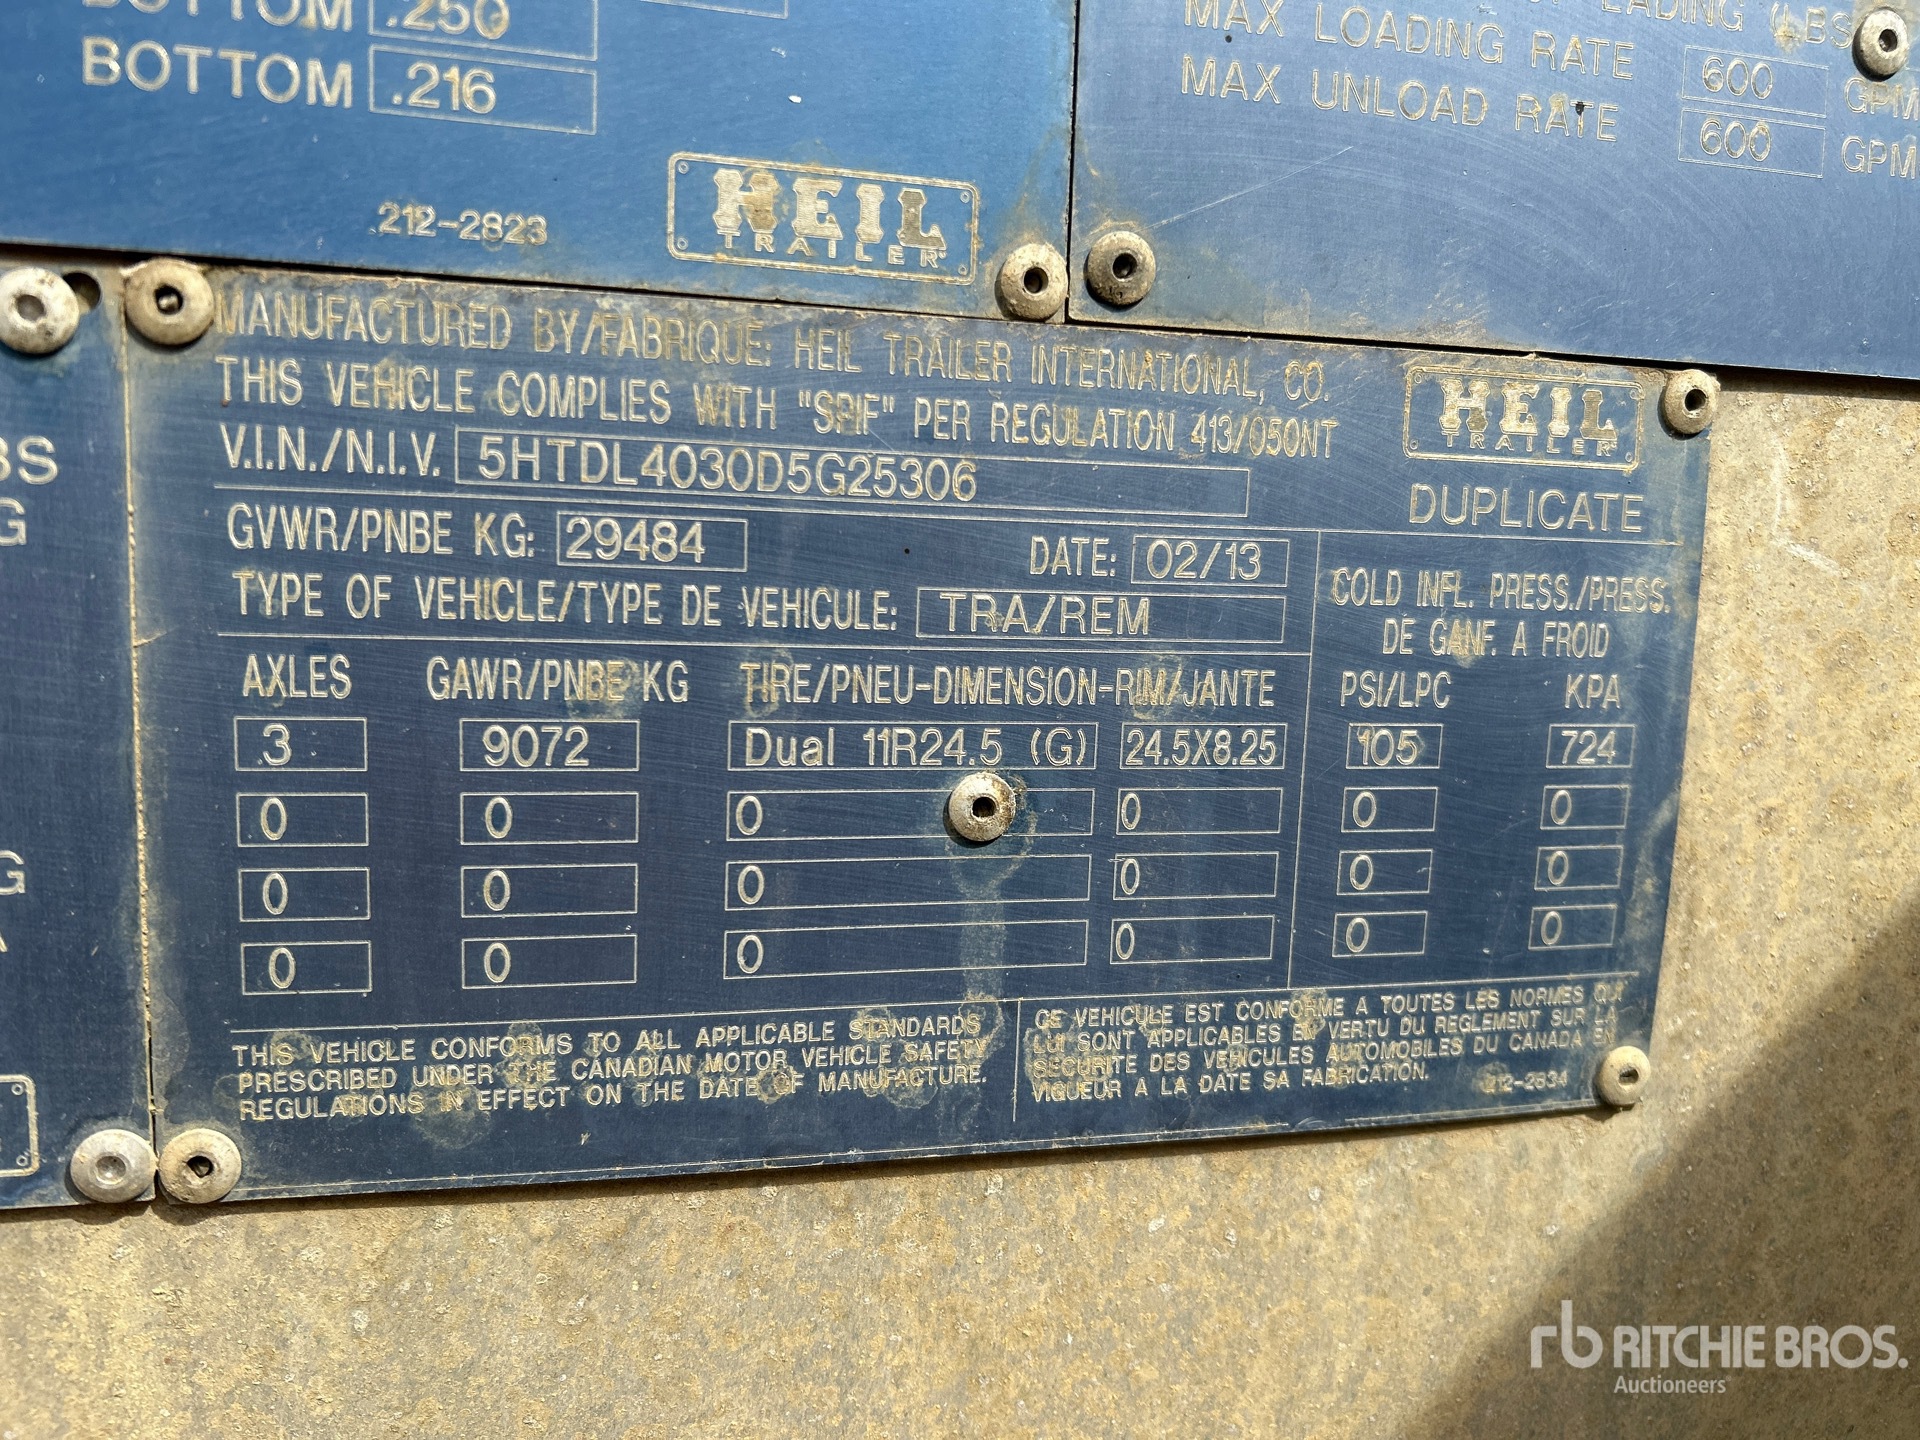 BOTTOM .250
BOTTOM .216
212-2823
HEIL
TRAILER
MAX LOADING RATE 600 GPM
MAX UNLOAD RATE 600 GPM
MANUFACTURED BY/FABRIQUE: HEIL TRAILER INTERNATIONAL, CO.
THIS VEHICLE COMPLIES WITH "SPIF" PER REGULATION 413/050NT
HEIL
TRAILER
V.I.N./N.I.V. 5HTDL4030D5G25306
DUPLICATE
GVWR/PNBE KG: 29484 DATE: 02/13
TYPE OF VEHICLE/TYPE DE VEHICULE: TRA/REM
COLD INFL. PRESS./PRESS.
DE GANF. A FROID
AXLES GAWR/PNBE KG TIRE/PNEU-DIMENSION-RIM/JANTE PSI/LPC KPA
3 9072 Dual 11R24.5 (G) 24.5X8.25 105 724
0 0 0 0 0 0
0 0 0 0 0 0
0 0 0 0 0 0
THIS VEHICLE CONFORMS TO ALL APPLICABLE STANDARDS
PRESCRIBED UNDER THE CANADIAN MOTOR VEHICLE SAFETY
REGULATIONS IN EFFECT ON THE DATE OF MANUFACTURE.
CE VEHICULE EST CONFORME A TOUTES LES NORMES QUI
LUI SONT APPLICABLES EN VERTU DU REGLEMENT SUR LA
SECURITE DES VEHICULES AUTOMOBILES DU CANADA EN
VIGUEUR A LA DATE SA FABRICATION.
212-2534
rb RITCHIE BROS.
Auctioneers